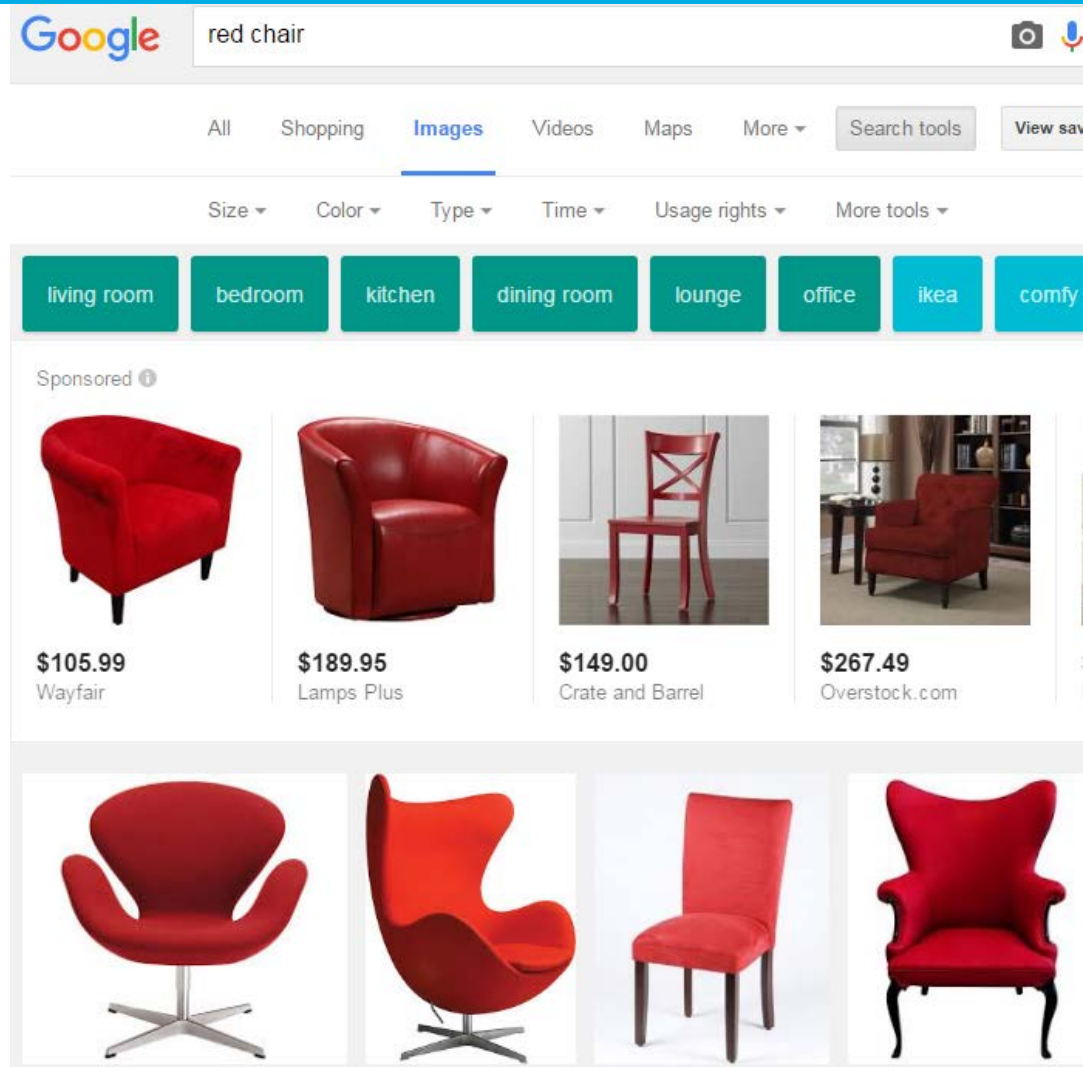 Google red chair
All Shopping Images Videos Maps More Search tools View sav
Size Color Type Time Usage rights More tools
living room bedroom kitchen dining room lounge office ikea comfy
Sponsored
$105.99 $189.95 $149.00 $267.49
Wayfair Lamps Plus Crate and Barrel Overstock.com